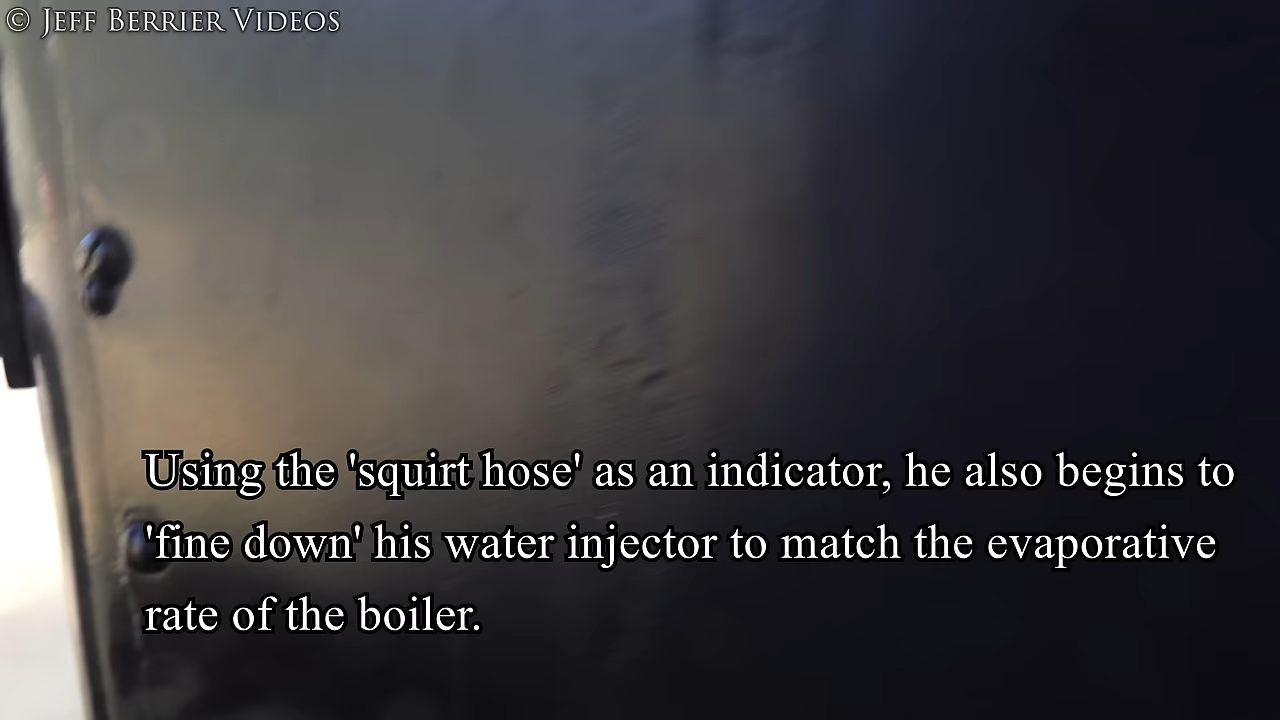 © Jeff Berrier Videos
Using the 'squirt hose' as an indicator, he also begins to
'fine down' his water injector to match the evaporative
rate of the boiler.